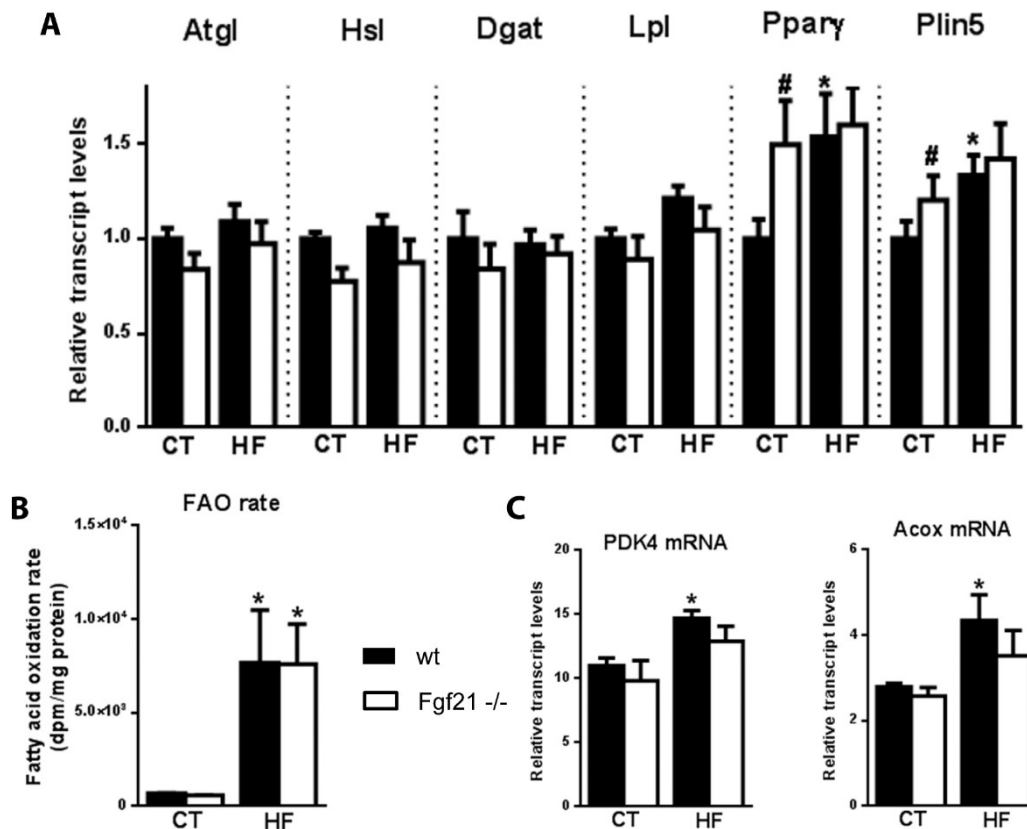 A
Atgl Hsl Dgat Lpl Pparγ Plin5
Relative transcript levels
1.5
1.0
0.5
0.0
# * # *
CT HF CT HF CT HF CT HF CT HF CT HF
B
FAO rate
Fatty acid oxidation rate
(dpm/mg protein)
1.5×10⁴
1.0×10⁴
5.0×10³
0
* *
CT HF
wt
Fgf21 -/-
C
PDK4 mRNA
Relative transcript levels
20
15
10
5
0
*
CT HF
Acox mRNA
Relative transcript levels
6
4
2
0
*
CT HF